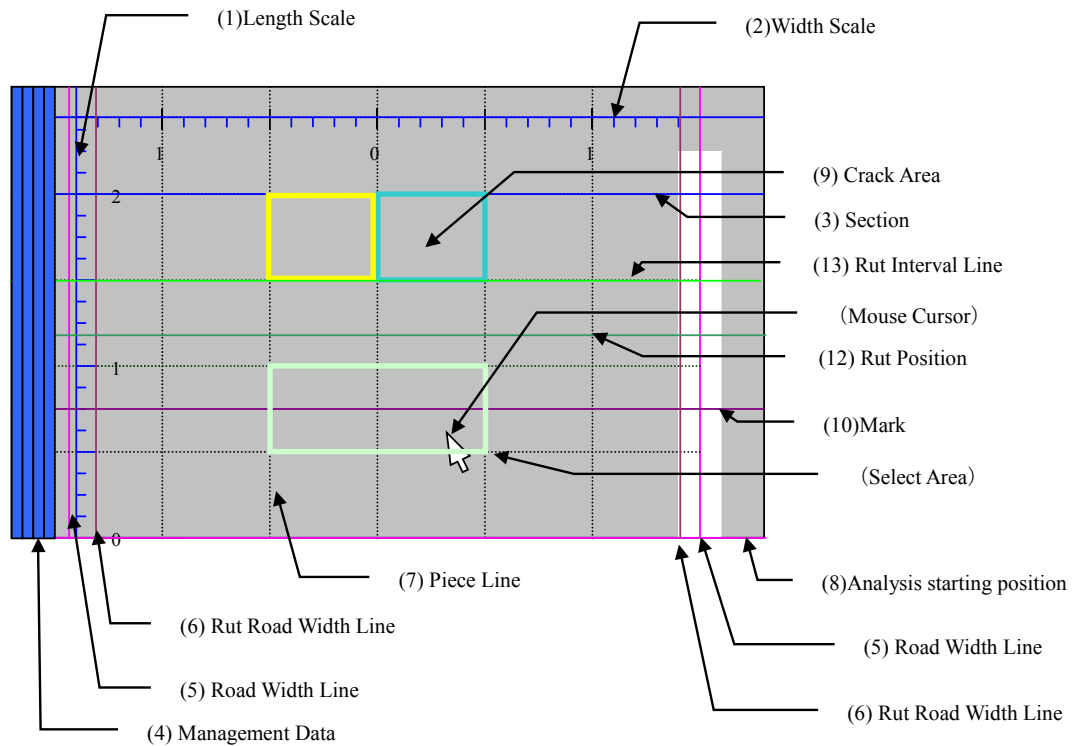 (1)Length Scale
(2)Width Scale
1 0 1
(9) Crack Area
2
(3) Section
(13) Rut Interval Line
（Mouse Cursor）
(12) Rut Position
1
(10)Mark
（Select Area）
0
(7) Piece Line
(8)Analysis starting position
(6) Rut Road Width Line
(5) Road Width Line
(5) Road Width Line
(6) Rut Road Width Line
(4) Management Data